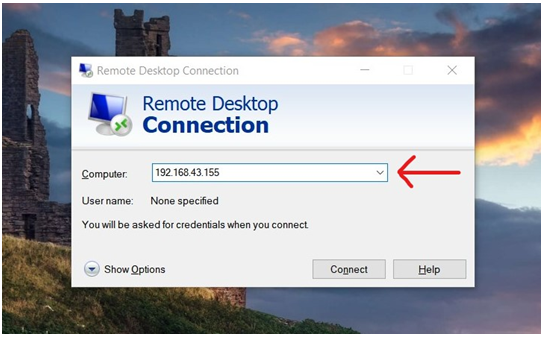 Remote Desktop Connection
Remote Desktop
Connection
Computer: 192.168.43.155
User name: None specified
You will be asked for credentials when you connect.
Show Options Connect Help